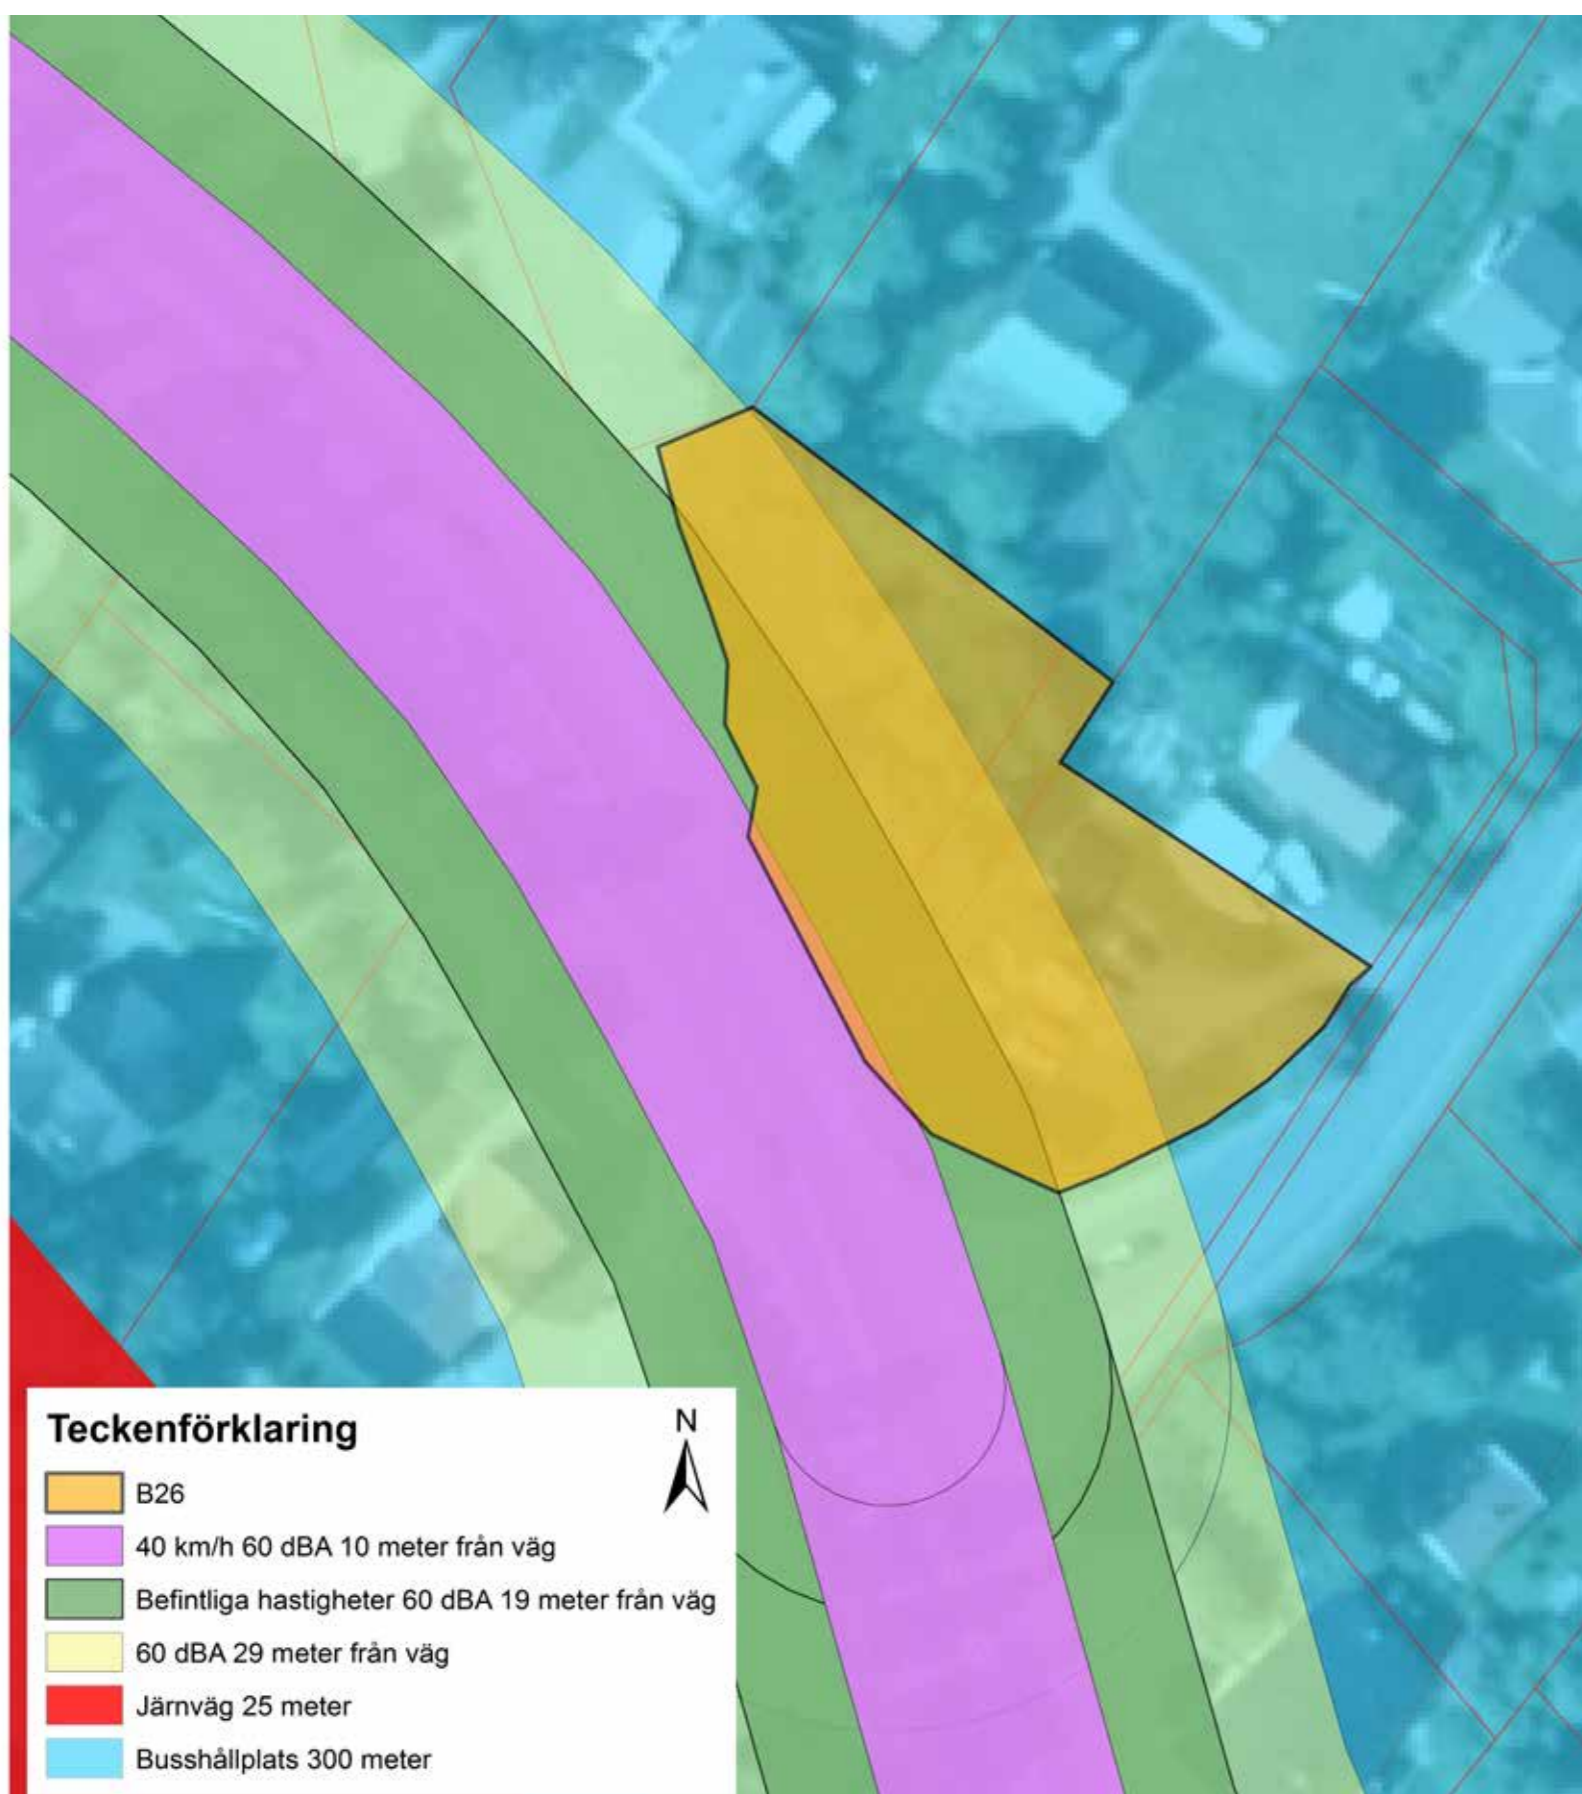 Teckenförklaring
N
B26
40 km/h 60 dBA 10 meter från väg
Befintliga hastigheter 60 dBA 19 meter från väg
60 dBA 29 meter från väg
Järnväg 25 meter
Busshållplats 300 meter